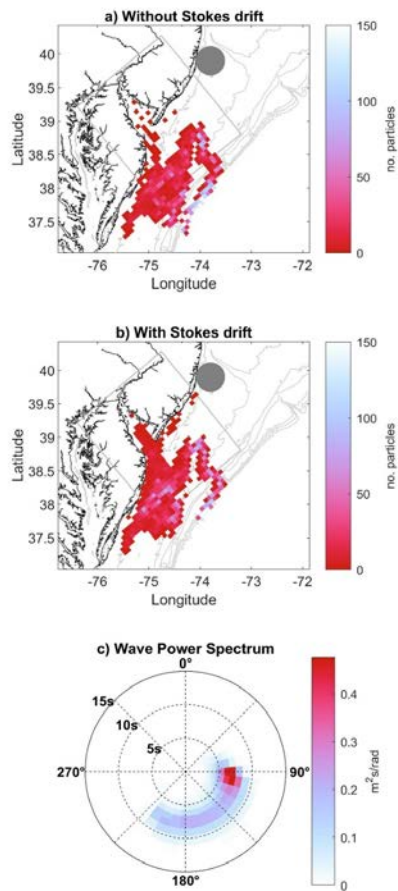 a) Without Stokes drift
40
39.5
39
38.5
38
37.5
Latitude
-76 -75 -74 -73 -72
Longitude
150
100
50
0
no. particles
b) With Stokes drift
40
39.5
39
38.5
38
37.5
Latitude
-76 -75 -74 -73 -72
Longitude
150
100
50
0
no. particles
c) Wave Power Spectrum
0°
15s
10s
5s
270°
90°
180°
0.4
0.3
0.2
0.1
0
m²s/rad